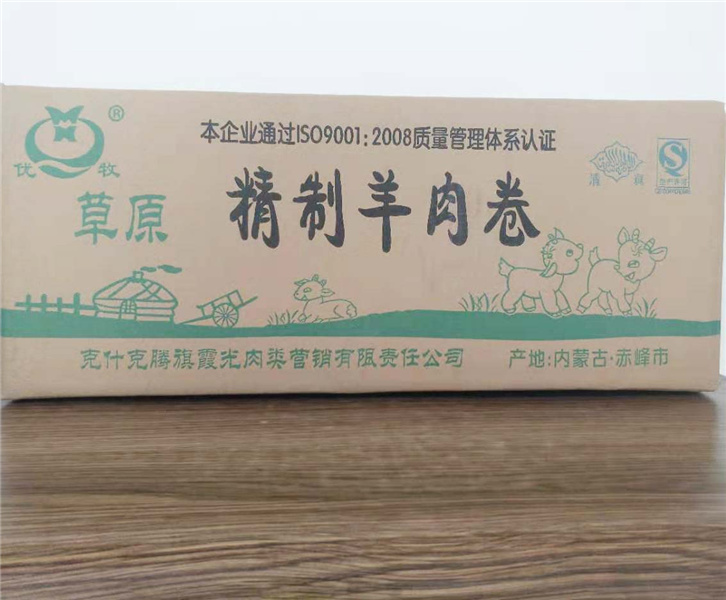 ®
本企业通过ISO9001:2008质量管理体系认证
优 牧
清 真
草原
精制羊肉卷
克什克腾旗霞光肉类营销有限责任公司
产地:内蒙古·赤峰市